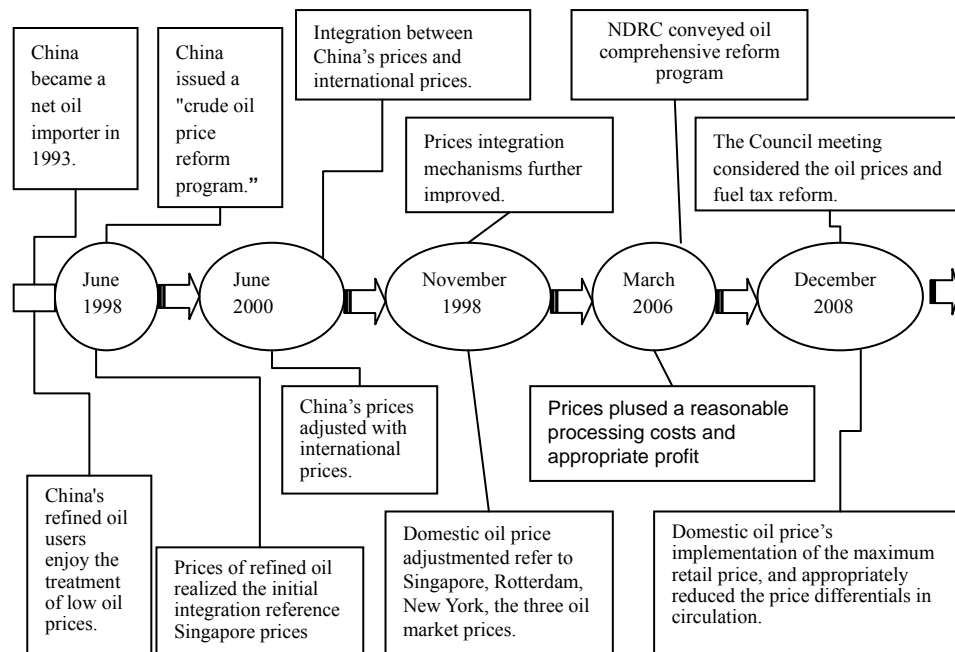 China
became a
net oil
importer in
1993.
China
issued a
"crude oil
price
reform
program.”
Integration between
China’s prices and
international prices.
NDRC conveyed oil
comprehensive reform
program
Prices integration
mechanisms further
improved.
The Council meeting
considered the oil prices and
fuel tax reform.
June
1998
June
2000
November
1998
March
2006
December
2008
China’s prices
adjusted with
international
prices.
Prices plused a reasonable
processing costs and
appropriate profit
China's
refined oil
users
enjoy the
treatment
of low oil
prices.
Prices of refined oil
realized the initial
integration reference
Singapore prices
Domestic oil price
adjustmented refer to
Singapore, Rotterdam,
New York, the three oil
market prices.
Domestic oil price’s
implementation of the maximum
retail price, and appropriately
reduced the price differentials in
circulation.